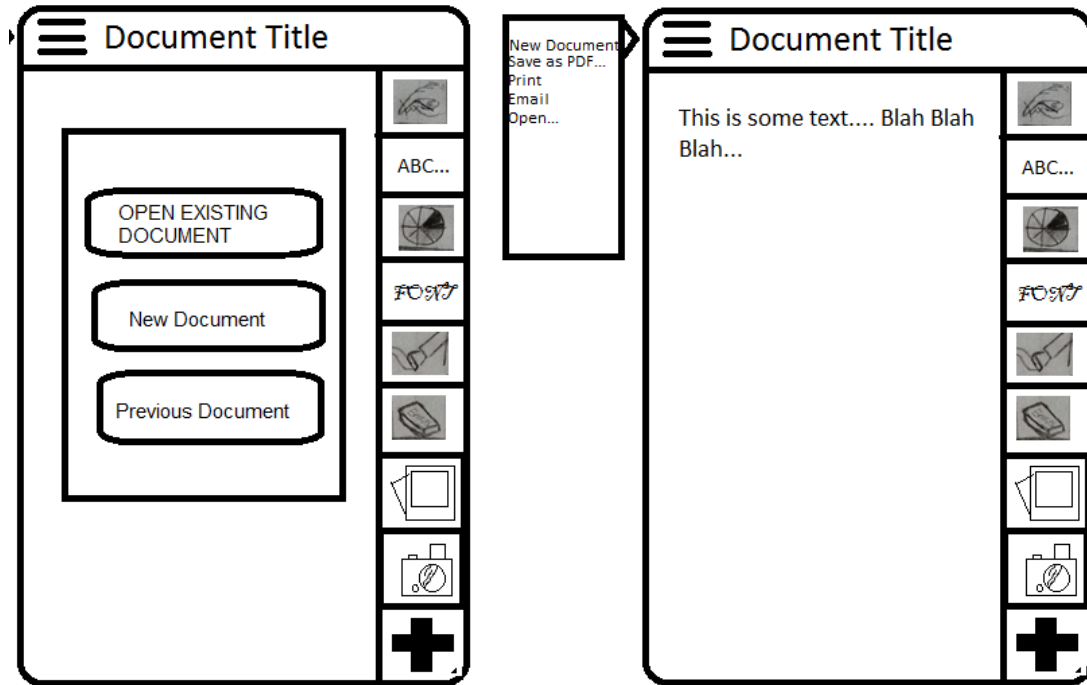 Document Title
OPEN EXISTING
DOCUMENT
New Document
Previous Document
ABC...
FONT
New Document
Save as PDF...
Print
Email
Open...
Document Title
This is some text.... Blah Blah
Blah...
ABC...
FONT